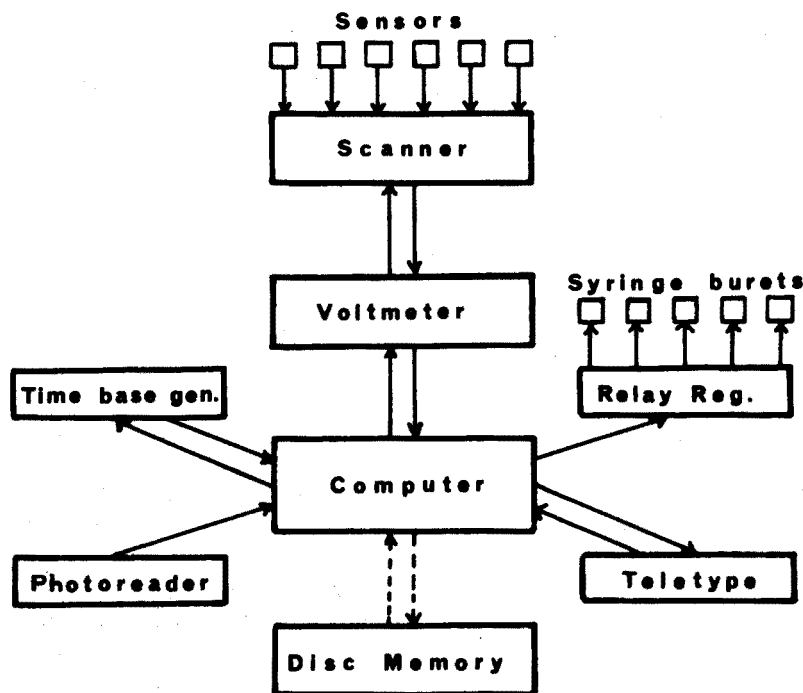 Sensors
Scanner
Voltmeter
Syringe burets
Time base gen.
Relay Reg.
Computer
Photoreader
Teletype
Disc Memory